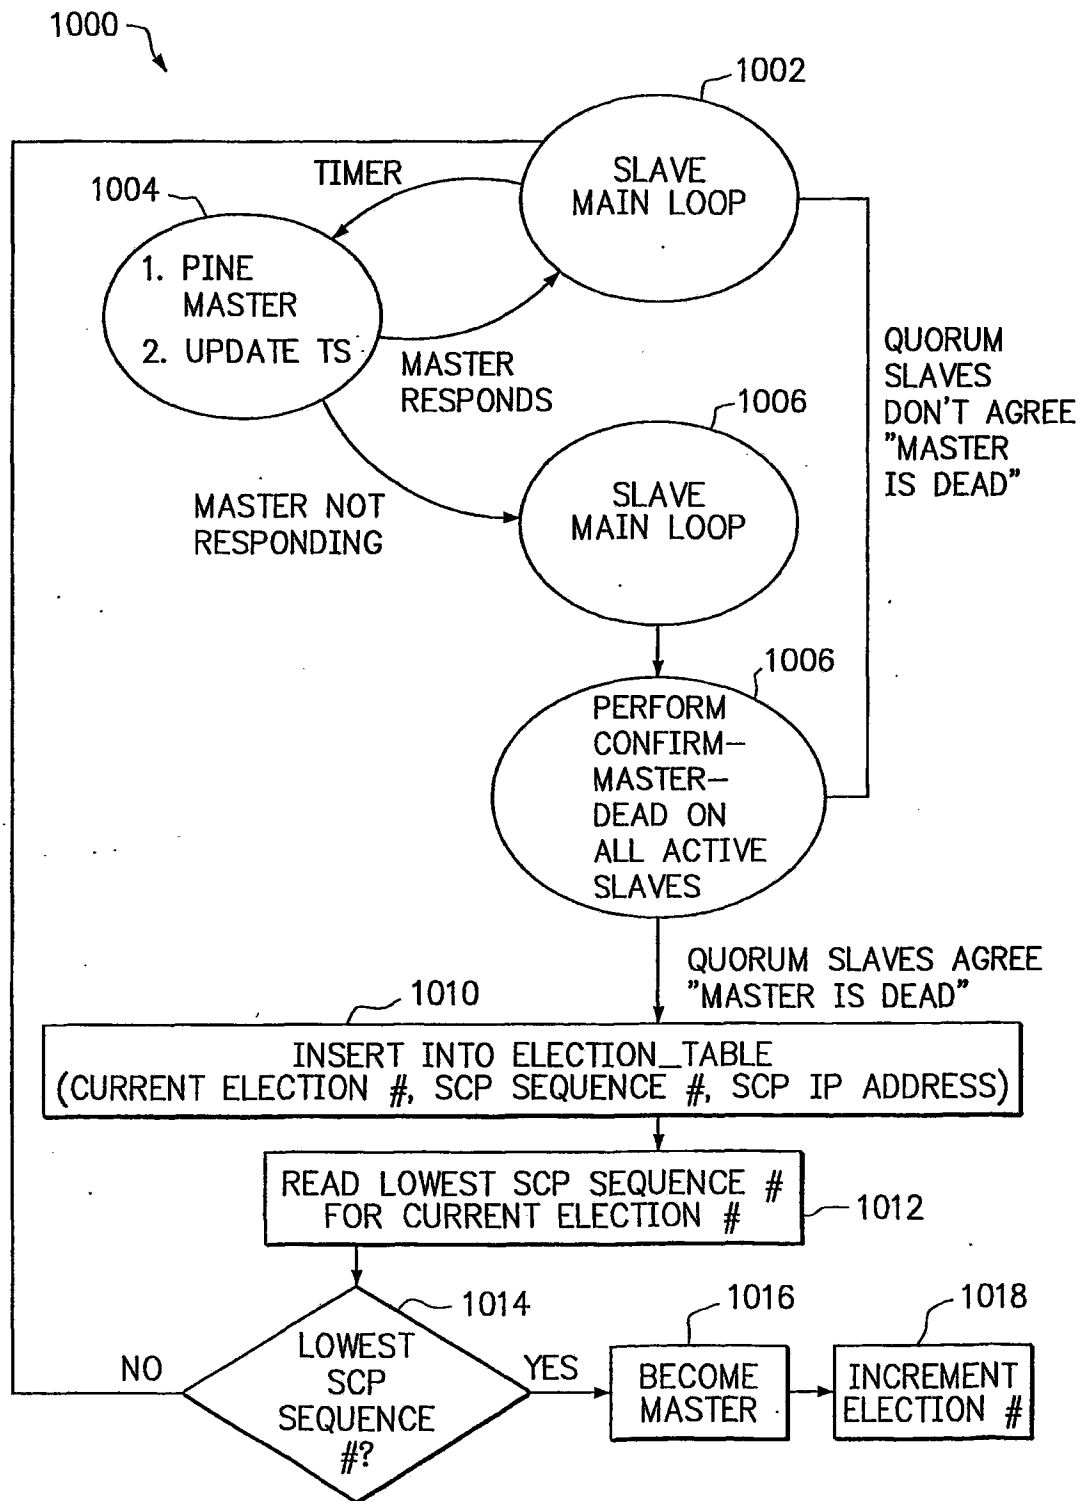 1000
1002
SLAVE
MAIN LOOP
TIMER
1004
1. PINE
MASTER
2. UPDATE TS
MASTER
RESPONDS
QUORUM
SLAVES
DON'T AGREE
"MASTER
IS DEAD"
1006
SLAVE
MAIN LOOP
MASTER NOT
RESPONDING
1006
PERFORM
CONFIRM-
MASTER-
DEAD ON
ALL ACTIVE
SLAVES
QUORUM SLAVES AGREE
"MASTER IS DEAD"
1010
INSERT INTO ELECTION_TABLE
(CURRENT ELECTION #, SCP SEQUENCE #, SCP IP ADDRESS)
READ LOWEST SCP SEQUENCE #
FOR CURRENT ELECTION #
1012
1014
LOWEST
SCP
SEQUENCE
#?
NO
YES
1016
BECOME
MASTER
1018
INCREMENT
ELECTION #